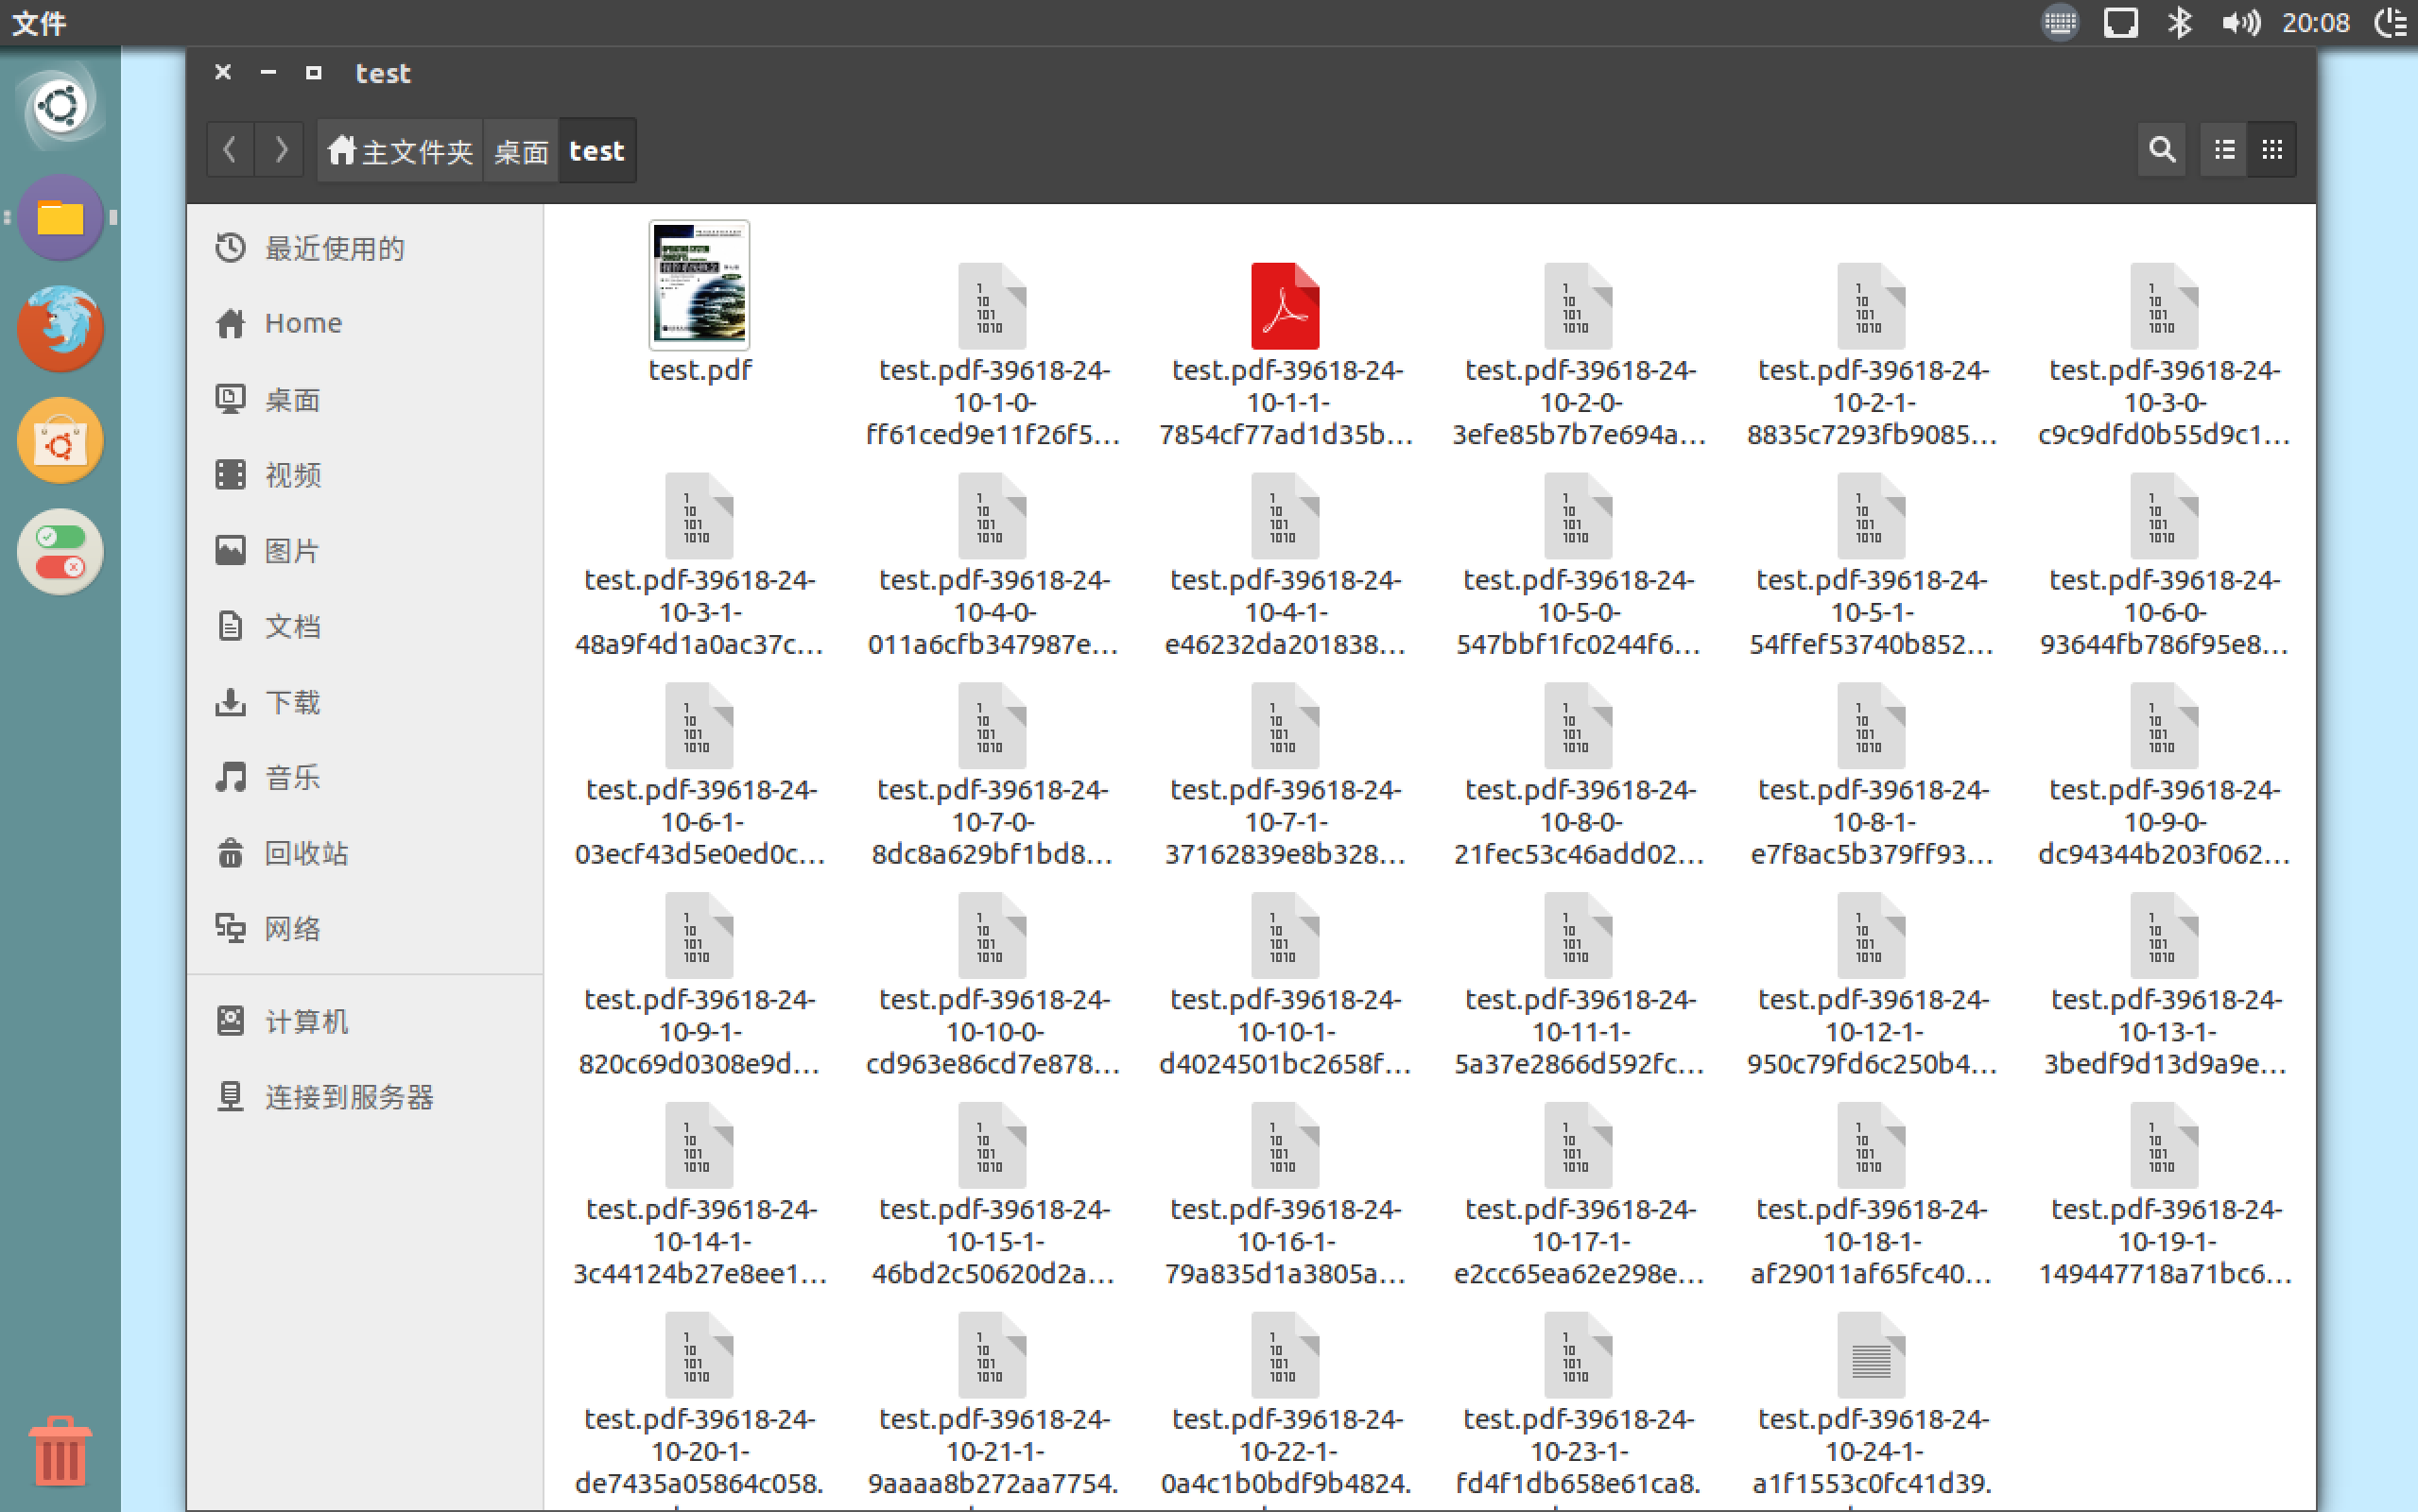 文件
20:08
test
主文件夹 桌面 test
最近使用的
Home
桌面
视频
图片
文档
下载
音乐
回收站
网络
计算机
连接到服务器
test.pdf
test.pdf-39618-24-
10-1-0-
ff61ced9e11f26f5...
test.pdf-39618-24-
10-1-1-
7854cf77ad1d35b...
test.pdf-39618-24-
10-2-0-
3efe85b7b7e694a...
test.pdf-39618-24-
10-2-1-
8835c7293fb9085...
test.pdf-39618-24-
10-3-0-
c9c9dfd0b55d9c1...
test.pdf-39618-24-
10-3-1-
48a9f4d1a0ac37c...
test.pdf-39618-24-
10-4-0-
011a6cfb347987e...
test.pdf-39618-24-
10-4-1-
e46232da201838...
test.pdf-39618-24-
10-5-0-
547bbf1fc0244f6...
test.pdf-39618-24-
10-5-1-
54ffef53740b852...
test.pdf-39618-24-
10-6-0-
93644fb786f95e8...
test.pdf-39618-24-
10-6-1-
03ecf43d5e0ed0c...
test.pdf-39618-24-
10-7-0-
8dc8a629bf1bd8...
test.pdf-39618-24-
10-7-1-
37162839e8b328...
test.pdf-39618-24-
10-8-0-
21fec53c46add02...
test.pdf-39618-24-
10-8-1-
e7f8ac5b379ff93...
test.pdf-39618-24-
10-9-0-
dc94344b203f062...
test.pdf-39618-24-
10-9-1-
820c69d0308e9d...
test.pdf-39618-24-
10-10-0-
cd963e86cd7e878...
test.pdf-39618-24-
10-10-1-
d4024501bc2658f...
test.pdf-39618-24-
10-11-1-
5a37e2866d592fc...
test.pdf-39618-24-
10-12-1-
950c79fd6c250b4...
test.pdf-39618-24-
10-13-1-
3bedf9d13d9a9e...
test.pdf-39618-24-
10-14-1-
3c44124b27e8ee1...
test.pdf-39618-24-
10-15-1-
46bd2c50620d2a...
test.pdf-39618-24-
10-16-1-
79a835d1a3805a...
test.pdf-39618-24-
10-17-1-
e2cc65ea62e298e...
test.pdf-39618-24-
10-18-1-
af29011af65fc40...
test.pdf-39618-24-
10-19-1-
149447718a71bc6...
test.pdf-39618-24-
10-20-1-
de7435a05864c058.
test.pdf-39618-24-
10-21-1-
9aaaa8b272aa7754.
test.pdf-39618-24-
10-22-1-
0a4c1b0bdf9b4824.
test.pdf-39618-24-
10-23-1-
fd4f1db658e61ca8.
test.pdf-39618-24-
10-24-1-
a1f1553c0fc41d39.